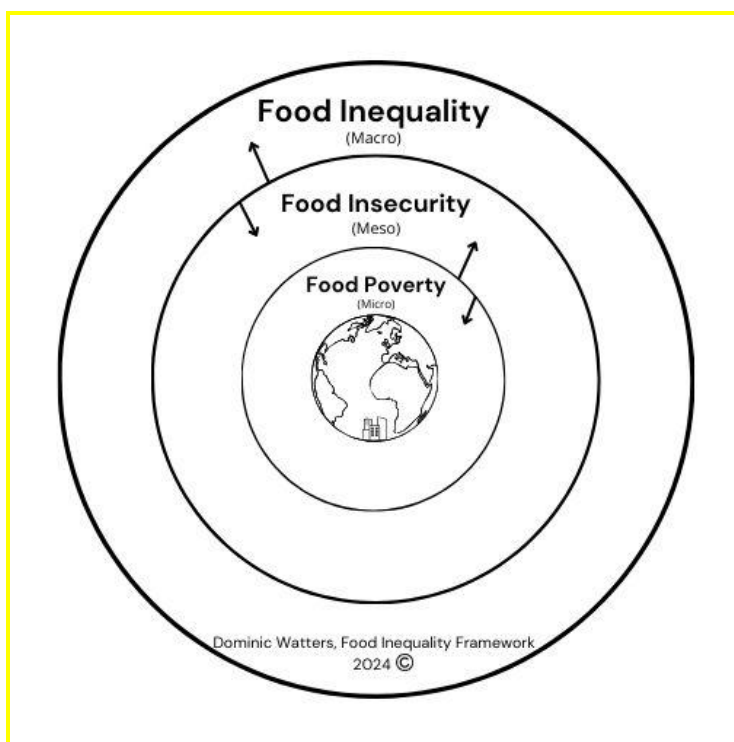 Food Inequality
(Macro)
Food Insecurity
(Meso)
Food Poverty
(Micro)
Dominic Watters, Food Inequality Framework
2024 ©